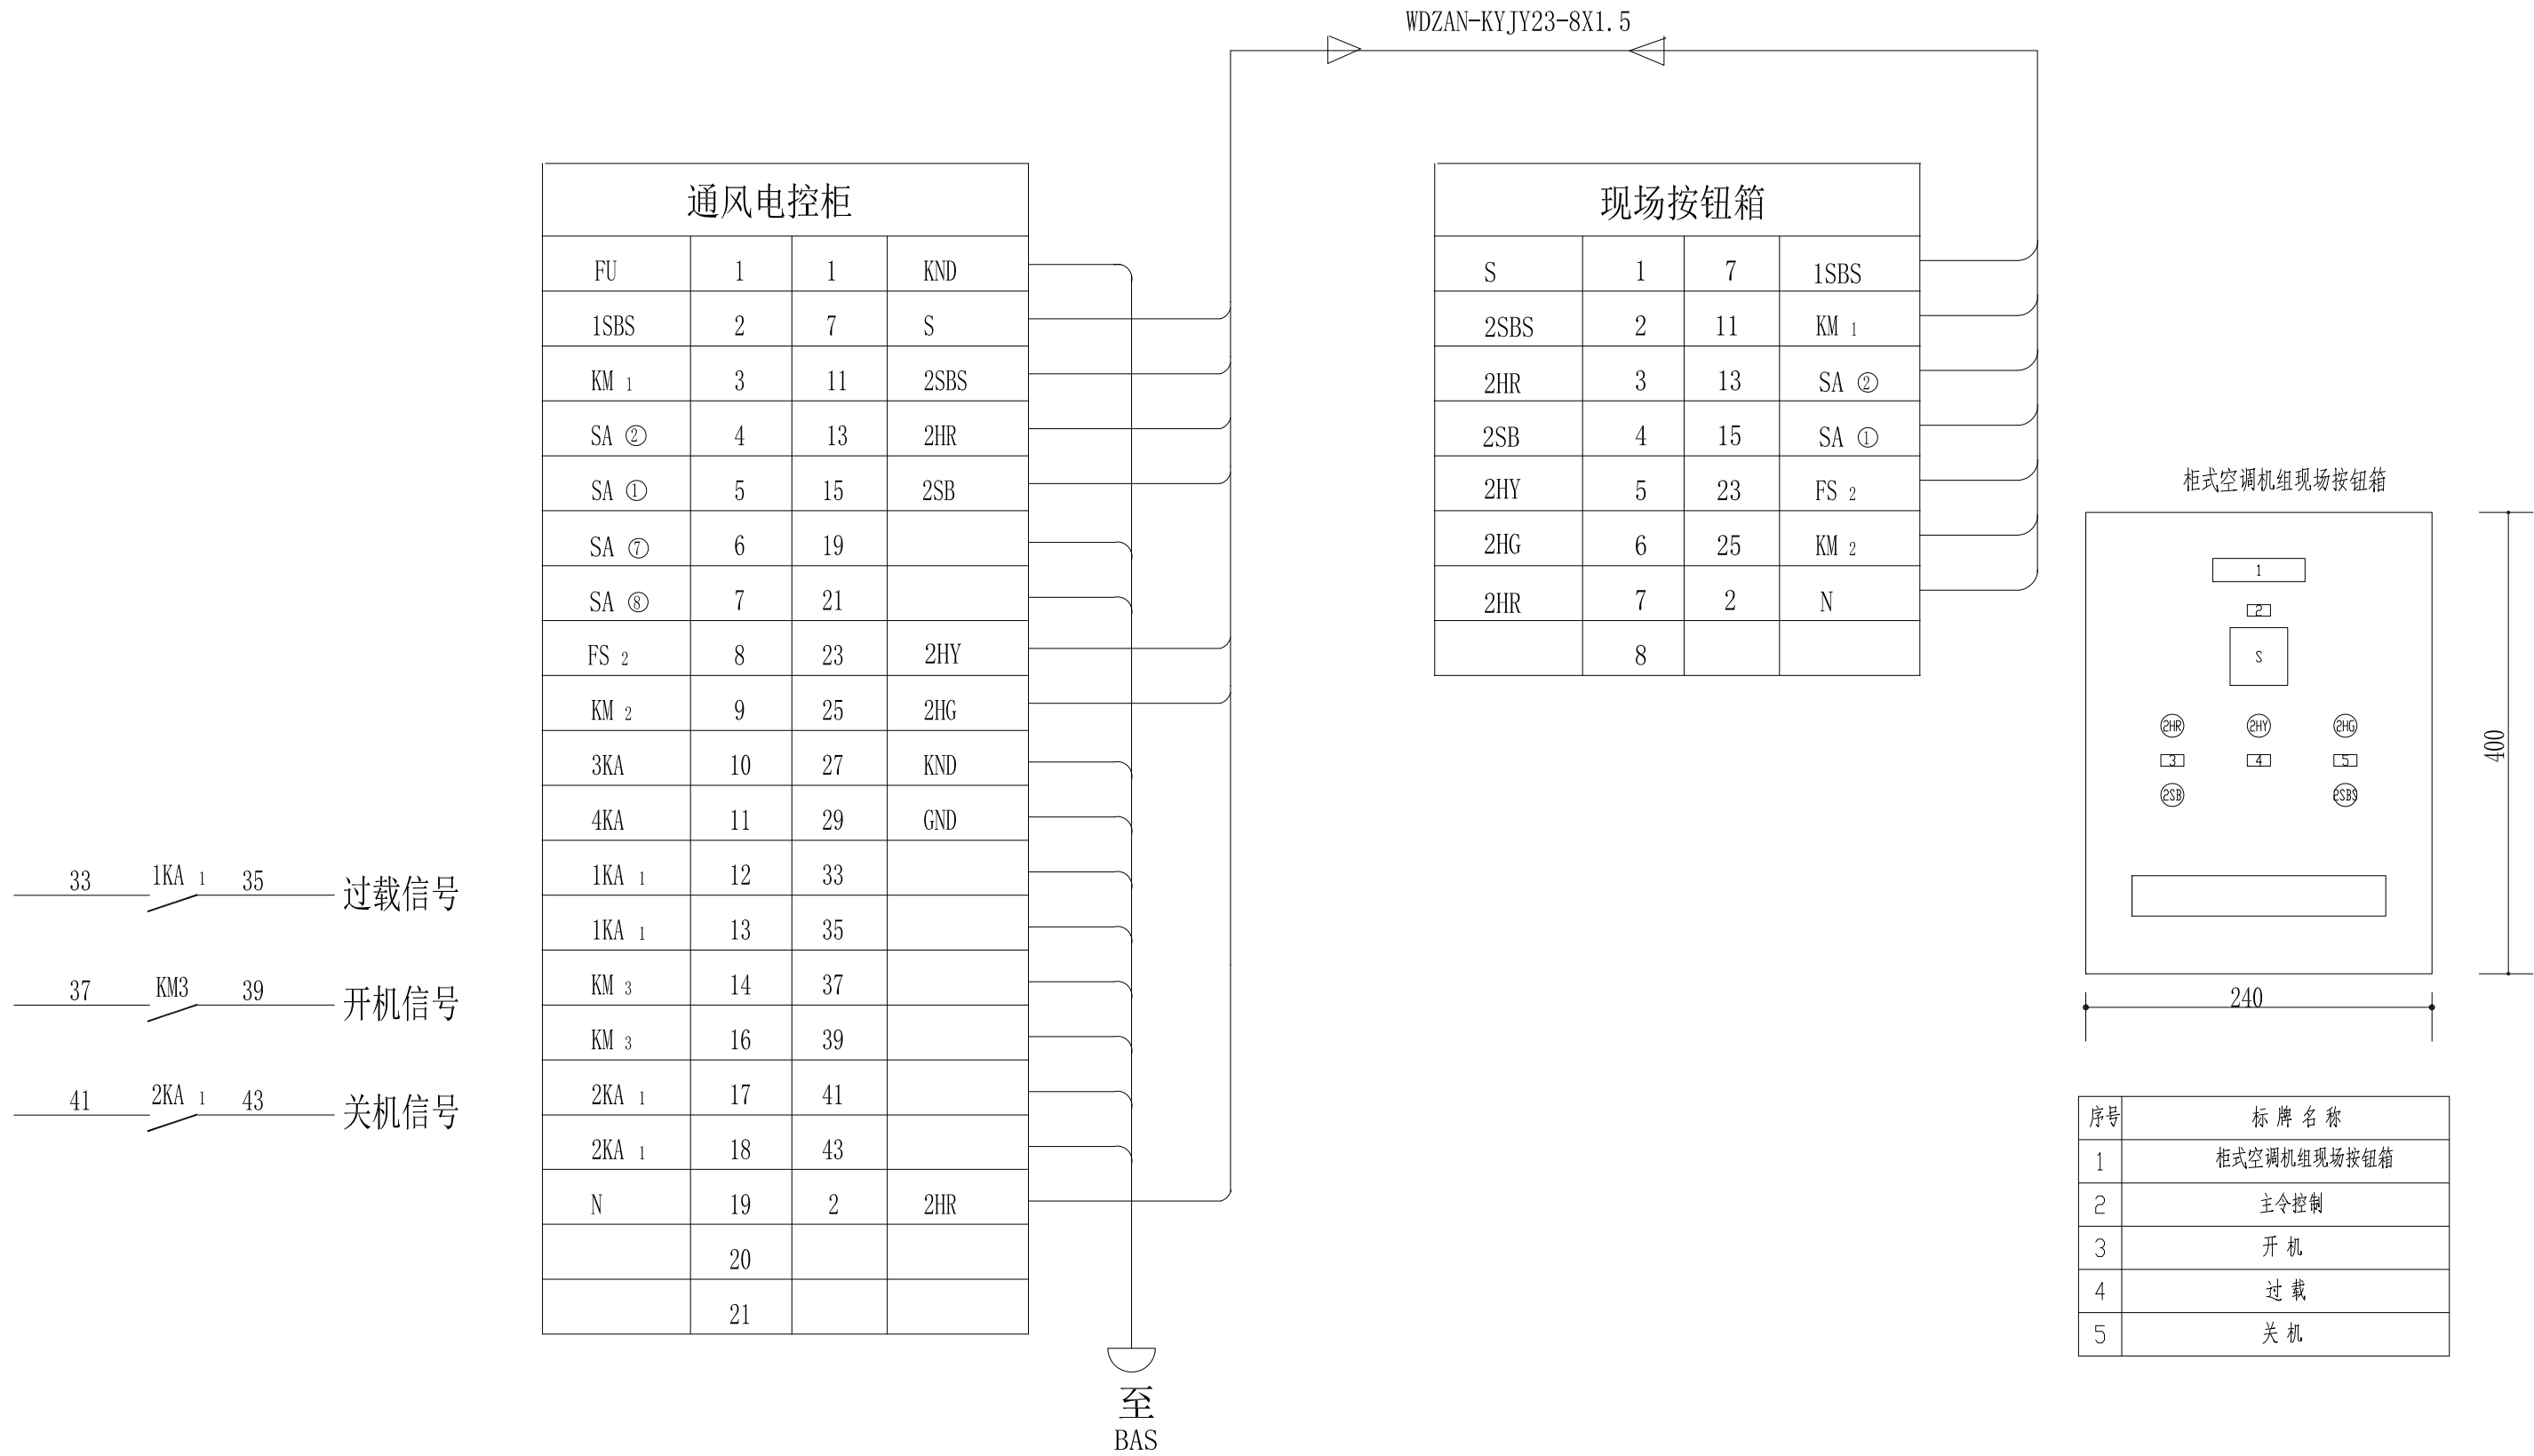 WDZAN-KYJY23-8X1.5
通风电控柜
FU 1 1 KND
1SBS 2 7 S
KM 1 3 11 2SBS
SA ② 4 13 2HR
SA ① 5 15 2SB
SA ⑦ 6 19
SA ⑧ 7 21
FS 2 8 23 2HY
KM 2 9 25 2HG
3KA 10 27 KND
4KA 11 29 GND
1KA 1 12 33
1KA 1 13 35
KM 3 14 37
KM 3 16 39
2KA 1 17 41
2KA 1 18 43
N 19 2 2HR
20
21
至
BAS
33 1KA 1 35 过载信号
37 KM3 39 开机信号
41 2KA 1 43 关机信号
现场按钮箱
S 1 7 1SBS
2SBS 2 11 KM 1
2HR 3 13 SA ②
2SB 4 15 SA ①
2HY 5 23 FS 2
2HG 6 25 KM 2
2HR 7 2 N
8
柜式空调机组现场按钮箱
1
2
S
2HR 2HY 2HG
3 4 5
2SB 2SBS
400
240
序号 标牌名称
1 柜式空调机组现场按钮箱
2 主令控制
3 开机
4 过载
5 关机